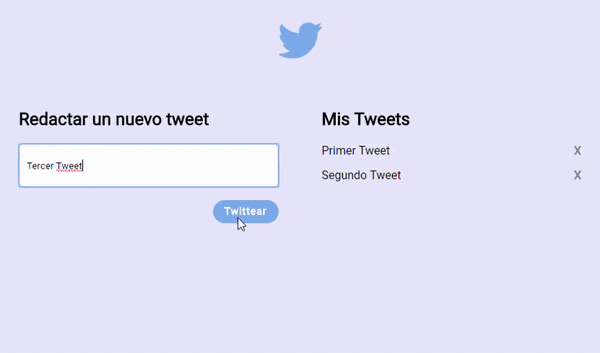 Redactar un nuevo tweet
Tercer Tweet
Twittear
Mis Tweets
Primer Tweet X
Segundo Tweet X